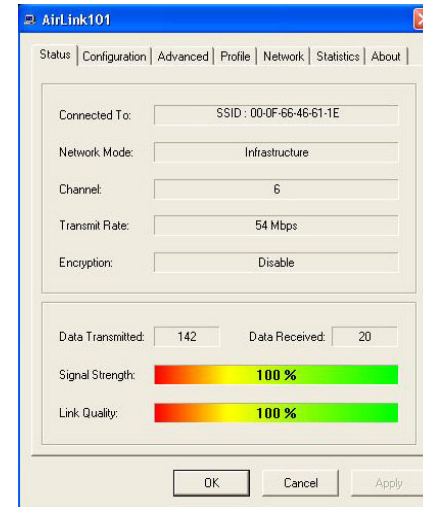 AirLink101
Status Configuration Advanced Profile Network Statistics About
Connected To: SSID : 00-0F-66-46-61-1E
Network Mode: Infrastructure
Channel: 6
Transmit Rate: 54 Mbps
Encryption: Disable
Data Transmitted: 142 Data Received: 20
Signal Strength: 100 %
Link Quality: 100 %
OK Cancel Apply